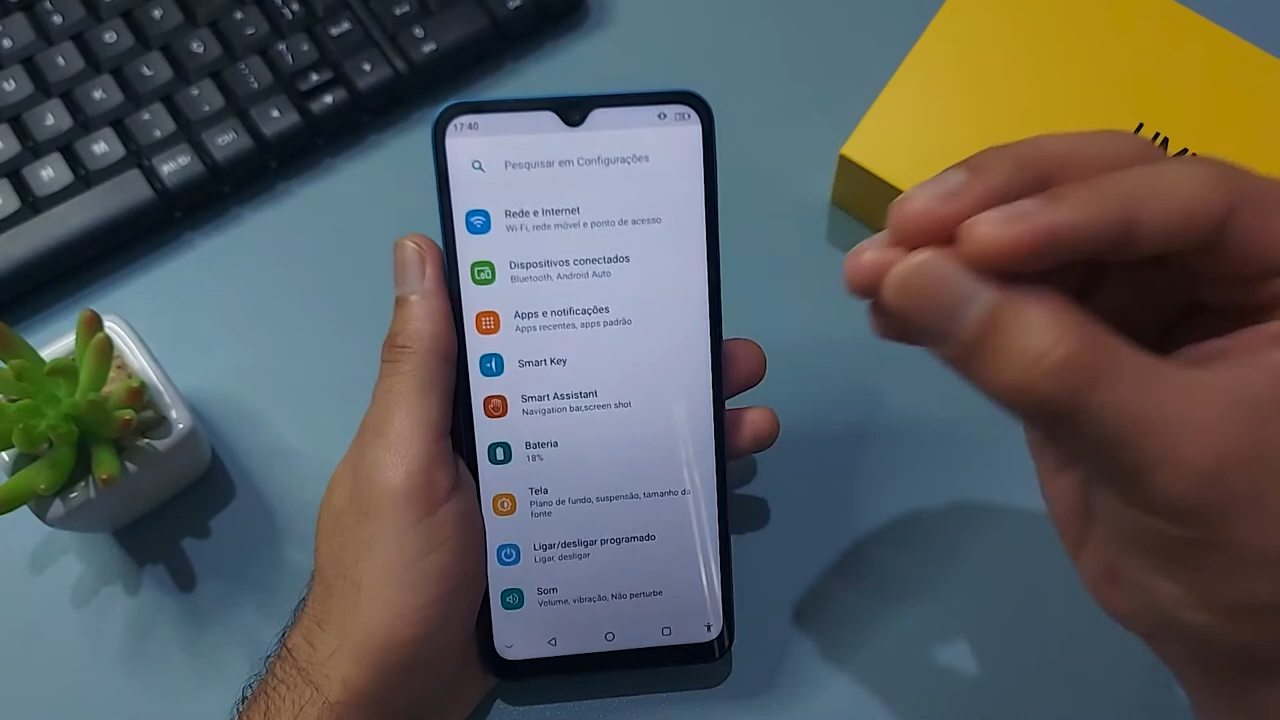 17:40
Pesquisar em Configurações
Rede e Internet
Wi-Fi, rede móvel e ponto de acesso
Dispositivos conectados
Bluetooth, Android Auto
Apps e notificações
Apps recentes, apps padrão
Smart Key
Smart Assistant
Navigation bar,screen shot
Bateria
18%
Tela
Plano de fundo, suspensão, tamanho da
fonte
Ligar/desligar programado
Ligar, desligar
Som
Volume, vibração, Não perturbe